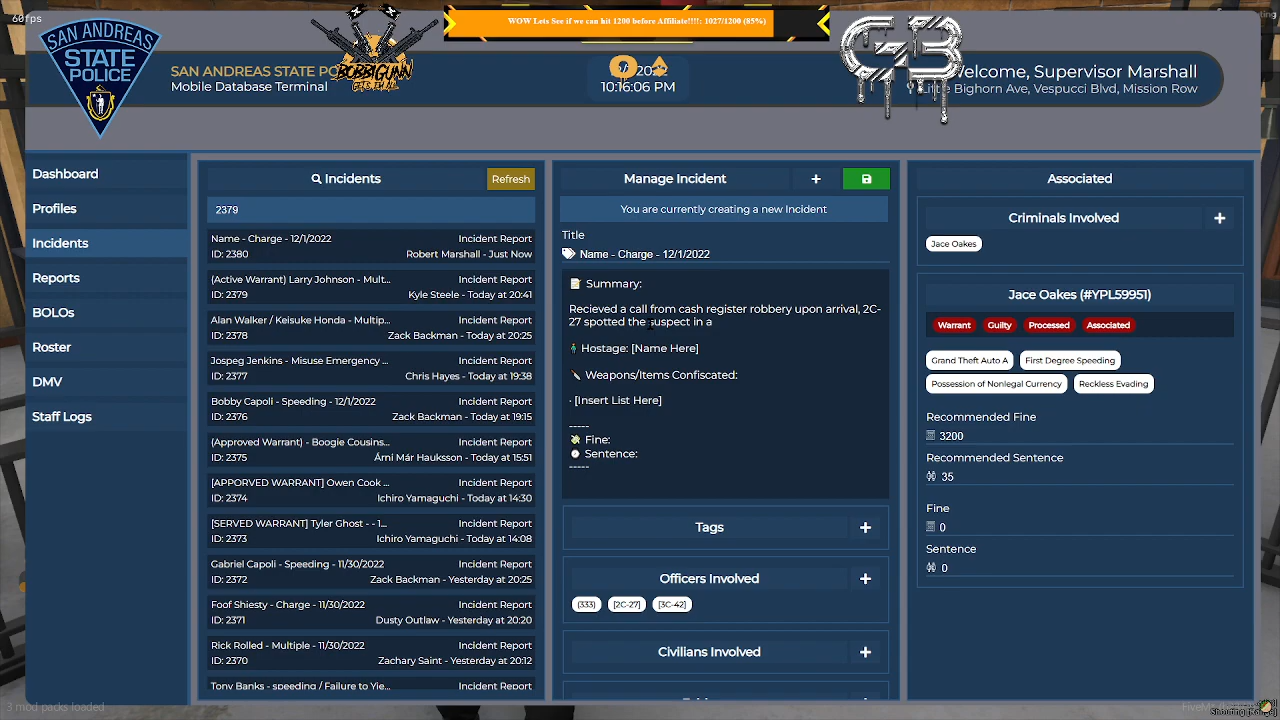 60fps
WOW Lets See if we can hit 1200 before Affiliate!!!!: 1027/1200 (85%)
SAN ANDREAS
STATE
POLICE
SAN ANDREAS STATE PO
Mobile Database Terminal
BOBBIGUNN
GB
10:16:06 PM
Welcome, Supervisor Marshall
Little Bighorn Ave, Vespucci Blvd, Mission Row
Dashboard
Profiles
Incidents
Reports
BOLOs
Roster
DMV
Staff Logs
Incidents
Refresh
2379
Name - Charge - 12/1/2022 Incident Report
ID: 2380 Robert Marshall - Just Now
(Active Warrant) Larry Johnson - Mult... Incident Report
ID: 2379 Kyle Steele - Today at 20:41
Alan Walker / Keisuke Honda - Multip... Incident Report
ID: 2378 Zack Backman - Today at 20:25
Jospeg Jenkins - Misuse Emergency ... Incident Report
ID: 2377 Chris Hayes - Today at 19:38
Bobby Capoli - Speeding - 12/1/2022 Incident Report
ID: 2376 Zack Backman - Today at 19:15
(Approved Warrant) - Boogie Cousins... Incident Report
ID: 2375 Árni Már Hauksson - Today at 15:51
[APPORVED WARRANT] Owen Cook ... Incident Report
ID: 2374 Ichiro Yamaguchi - Today at 14:30
[SERVED WARRANT] Tyler Ghost - - 1... Incident Report
ID: 2373 Ichiro Yamaguchi - Today at 14:08
Gabriel Capoli - Speeding - 11/30/2022 Incident Report
ID: 2372 Zack Backman - Yesterday at 20:25
Foof Shiesty - Charge - 11/30/2022 Incident Report
ID: 2371 Dusty Outlaw - Yesterday at 20:20
Rick Rolled - Multiple - 11/30/2022 Incident Report
ID: 2370 Zachary Saint - Yesterday at 20:12
Tony Banks - speeding / Failure to Yie... Incident Report
Manage Incident
You are currently creating a new Incident
Title
Name - Charge - 12/1/2022
Summary:
Recieved a call from cash register robbery upon arrival, 2C-
27 spotted the suspect in a
Hostage: [Name Here]
Weapons/Items Confiscated:
· [Insert List Here]
-----
Fine:
Sentence:
-----
Tags
Officers Involved
(333) [2C-27] [3C-42]
Civilians Involved
Associated
Criminals Involved
Jace Oakes
Jace Oakes (#YPL59951)
Warrant Guilty Processed Associated
Grand Theft Auto A First Degree Speeding
Possession of Nonlegal Currency Reckless Evading
Recommended Fine
3200
Recommended Sentence
35
Fine
0
Sentence
0
3 mod packs loaded